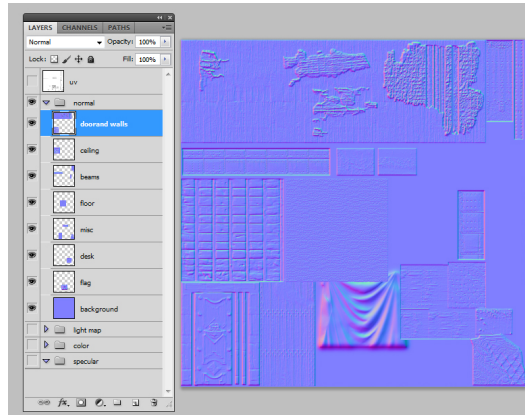 LAYERS CHANNELS PATHS
Normal Opacity: 100%
Lock: Fill: 100%
uv
normal
doorand walls
ceiling
beams
floor
misc
desk
flag
background
light map
color
specular
fx.